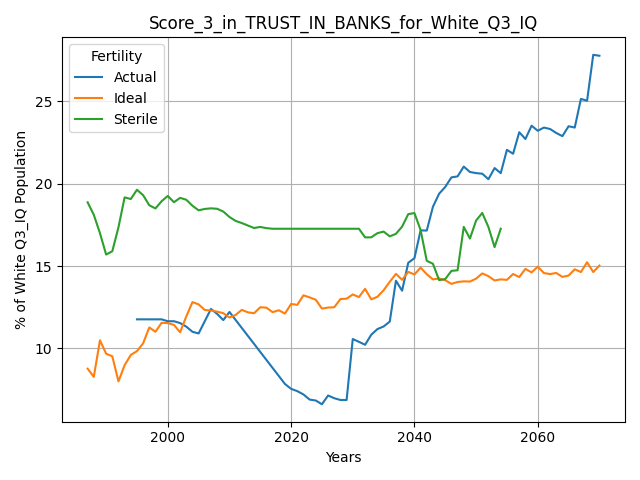 Score_3_in_TRUST_IN_BANKS_for_White_Q3_IQ
Fertility
Actual
Ideal
Sterile
% of White Q3_IQ Population
25
20
15
10
2000 2020 2040 2060
Years